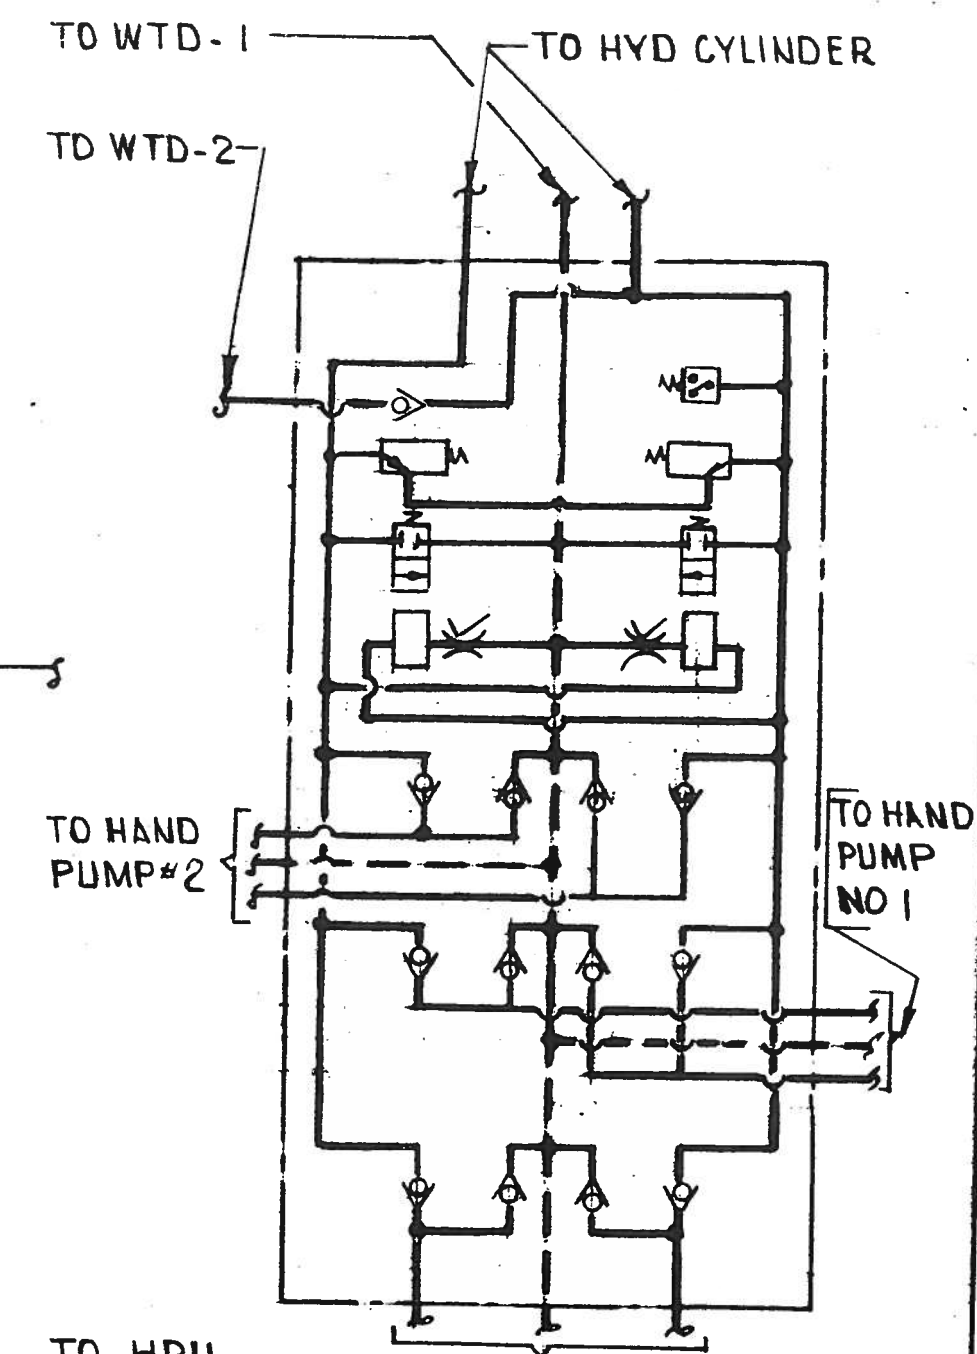 TO WTD-1
TO HYD CYLINDER
TO WTD-2
TO HAND
PUMP#2
TO HAND
PUMP
NO 1
TO HPU